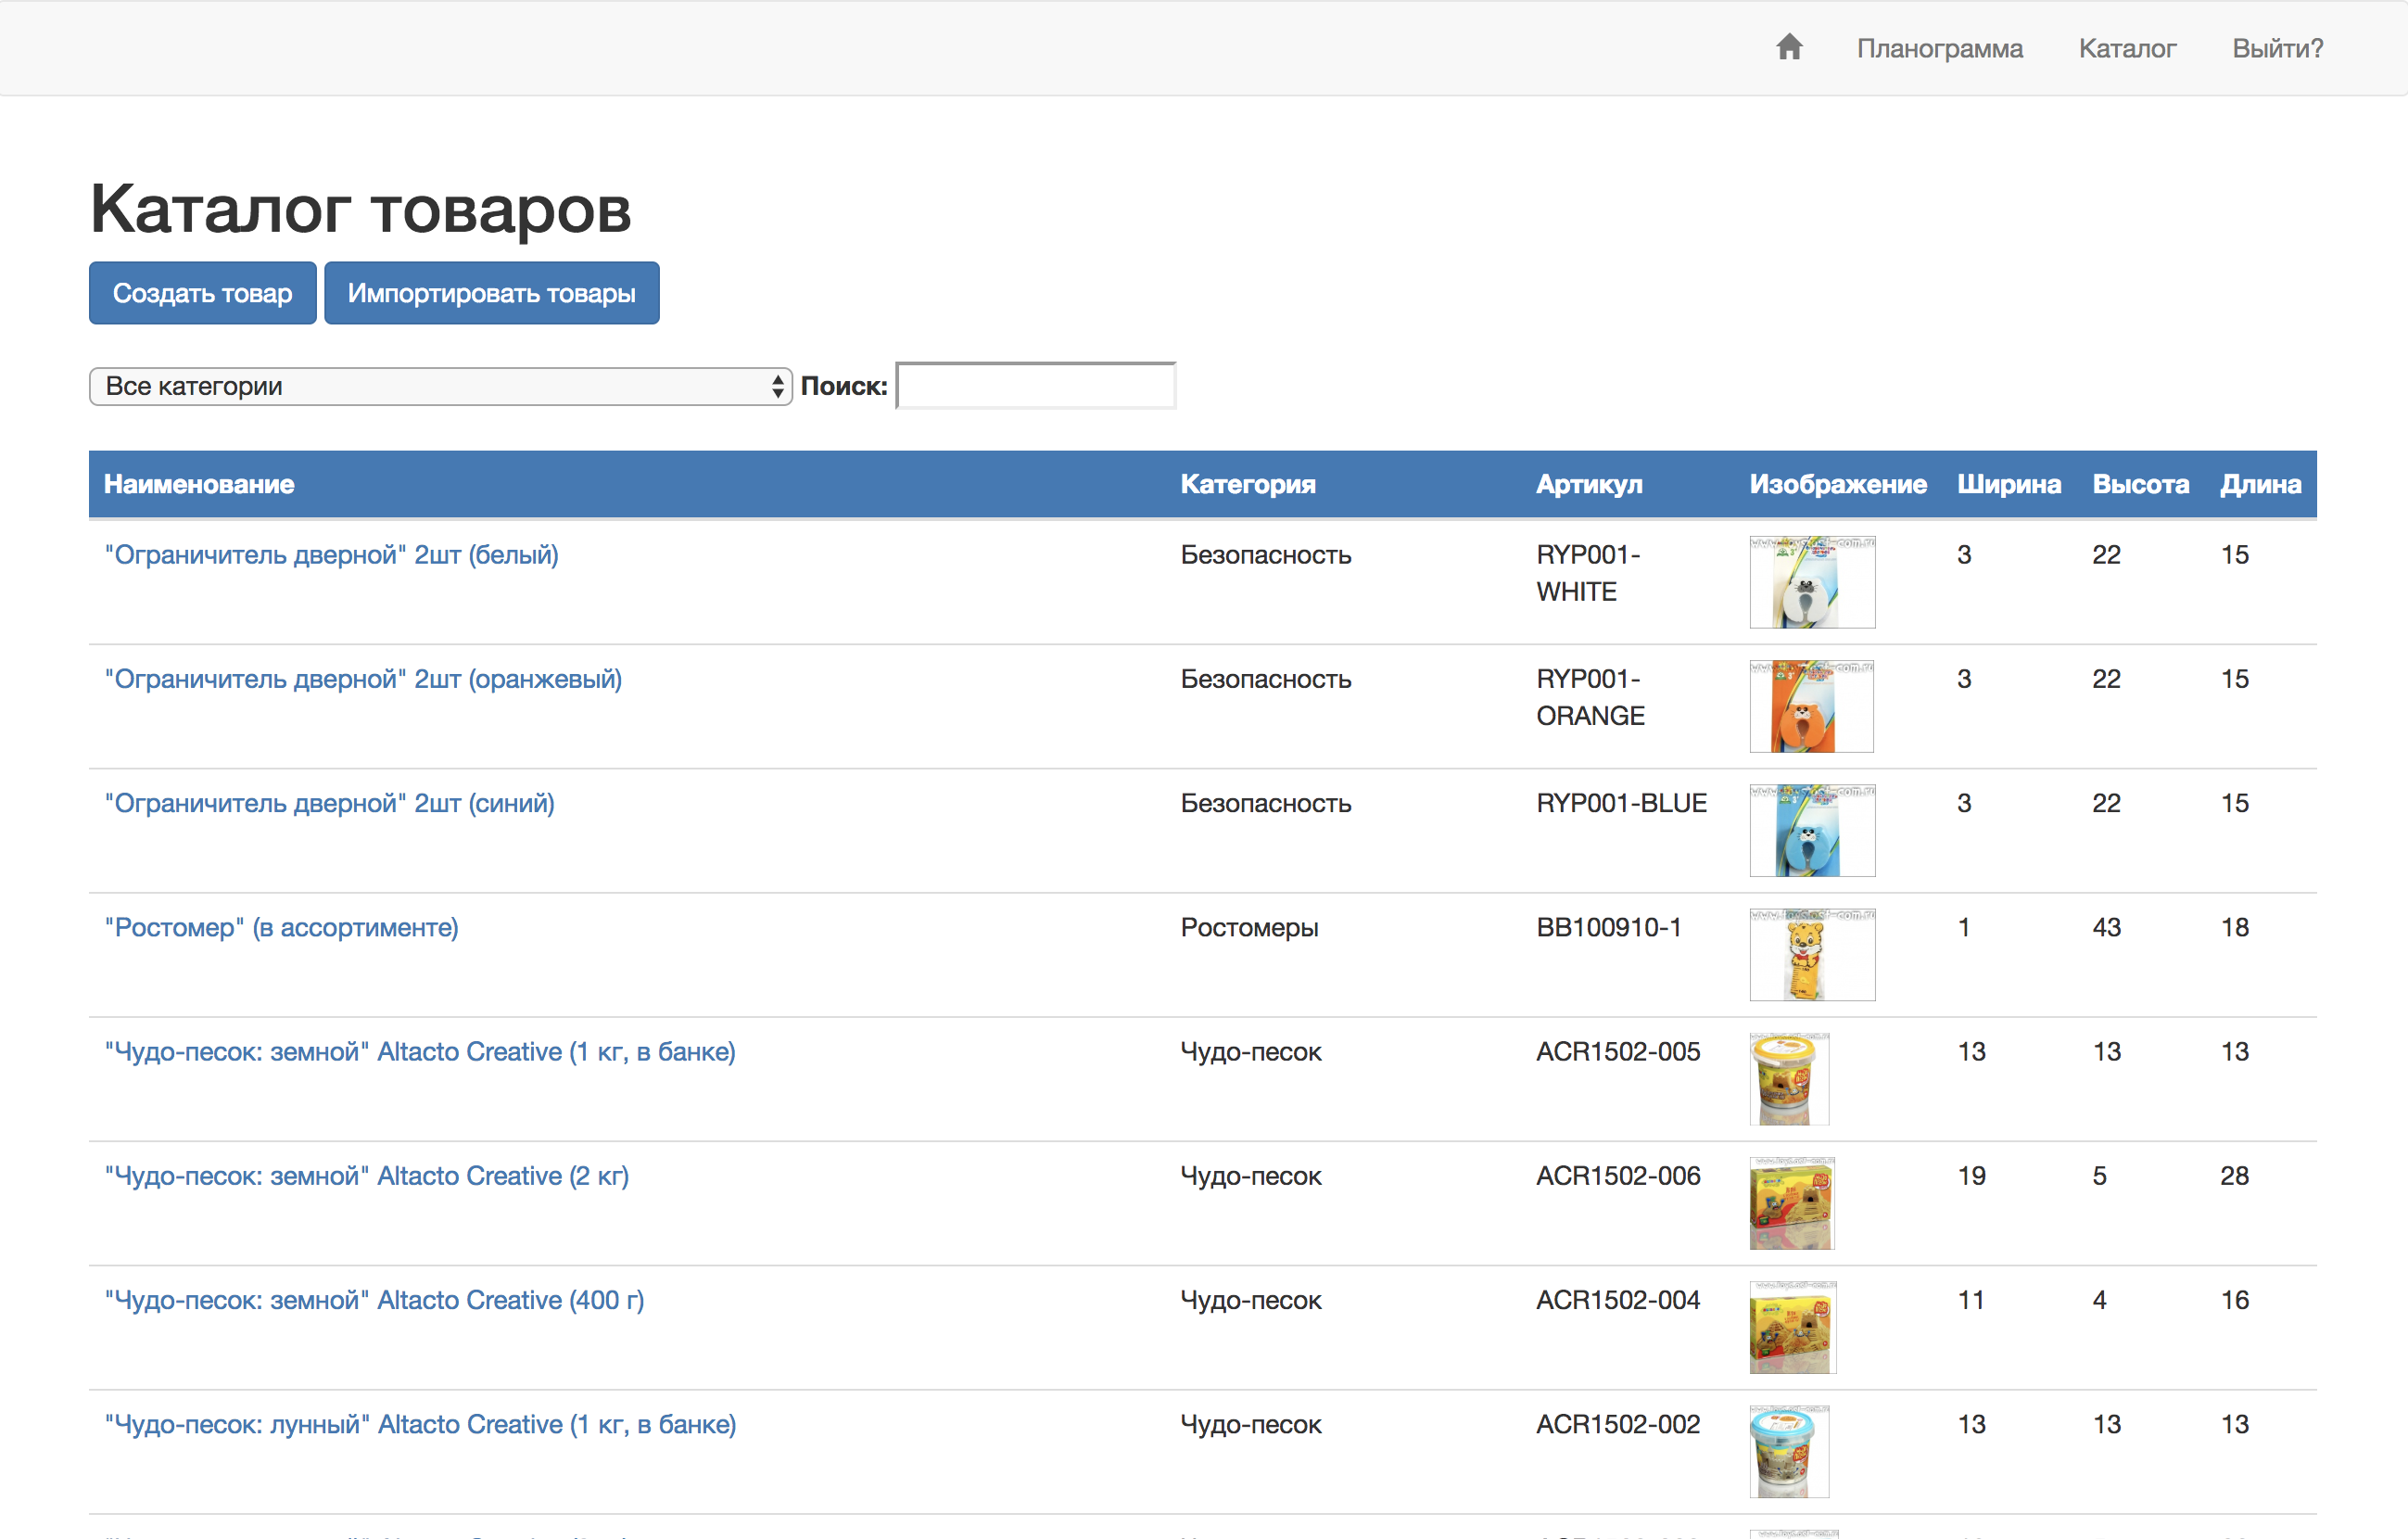 Планограмма Каталог Выйти?
Каталог товаров
Создать товар Импортировать товары
Все категории Поиск:
Наименование Категория Артикул Изображение Ширина Высота Длина
"Ограничитель дверной" 2шт (белый) Безопасность RYP001- 3 22 15
WHITE
"Ограничитель дверной" 2шт (оранжевый) Безопасность RYP001- 3 22 15
ORANGE
"Ограничитель дверной" 2шт (синий) Безопасность RYP001-BLUE 3 22 15
"Ростомер" (в ассортименте) Ростомеры BB100910-1 1 43 18
"Чудо-песок: земной" Altacto Creative (1 кг, в банке) Чудо-песок ACR1502-005 13 13 13
"Чудо-песок: земной" Altacto Creative (2 кг) Чудо-песок ACR1502-006 19 5 28
"Чудо-песок: земной" Altacto Creative (400 г) Чудо-песок ACR1502-004 11 4 16
"Чудо-песок: лунный" Altacto Creative (1 кг, в банке) Чудо-песок ACR1502-002 13 13 13